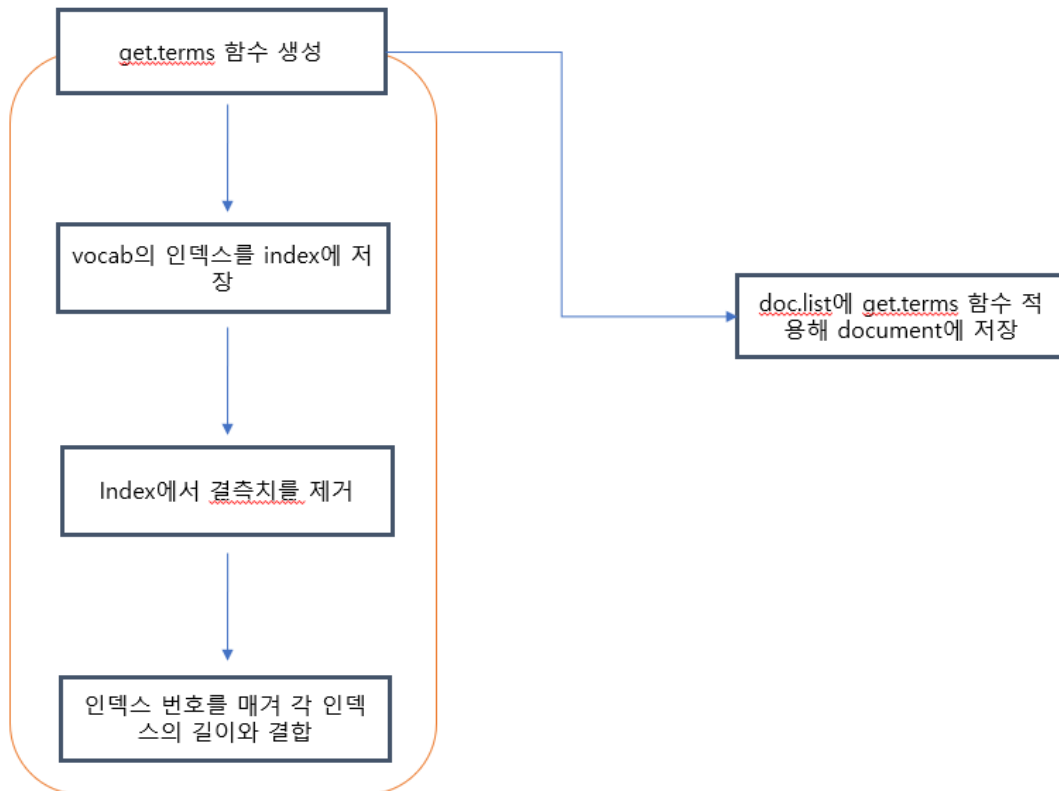 get.terms 함수 생성
vocab의 인덱스를 index에 저
장
Index에서 결측치를 제거
인덱스 번호를 매겨 각 인덱
스의 길이와 결합
doc.list에 get.terms 함수 적
용해 document에 저장